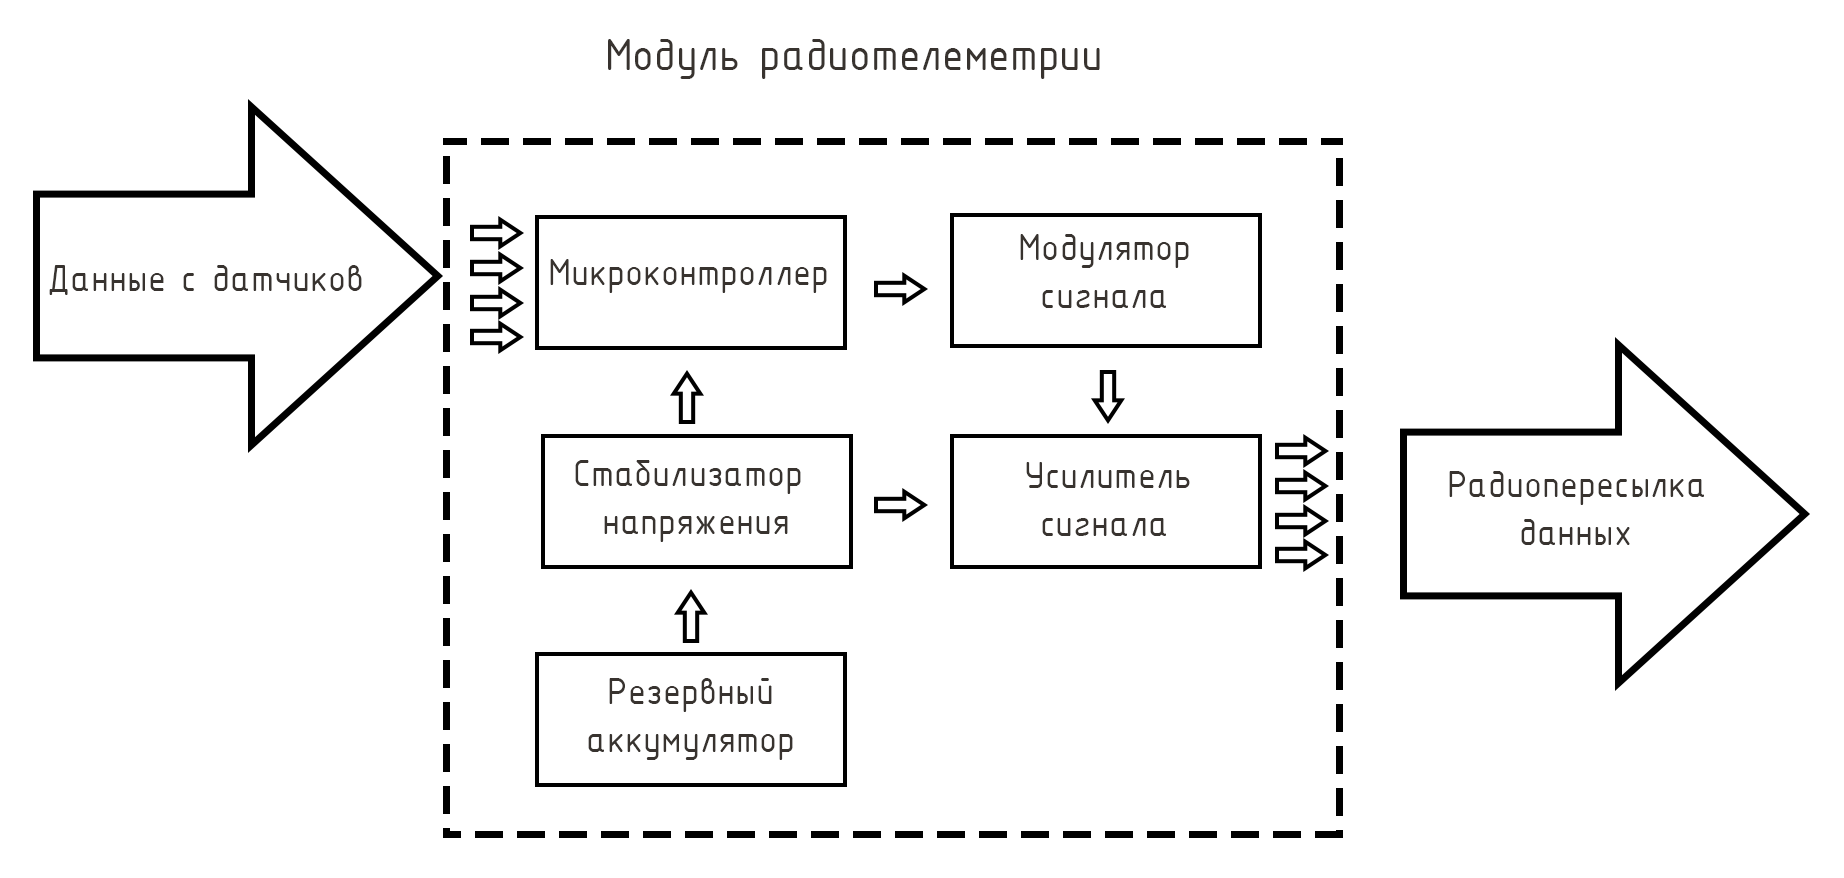 Модуль радиотелеметрии
Данные с датчиков
Микроконтроллер
Модулятор
сигнала
Стабилизатор
напряжения
Усилитель
сигнала
Резервный
аккумулятор
Радиопересылка
данных